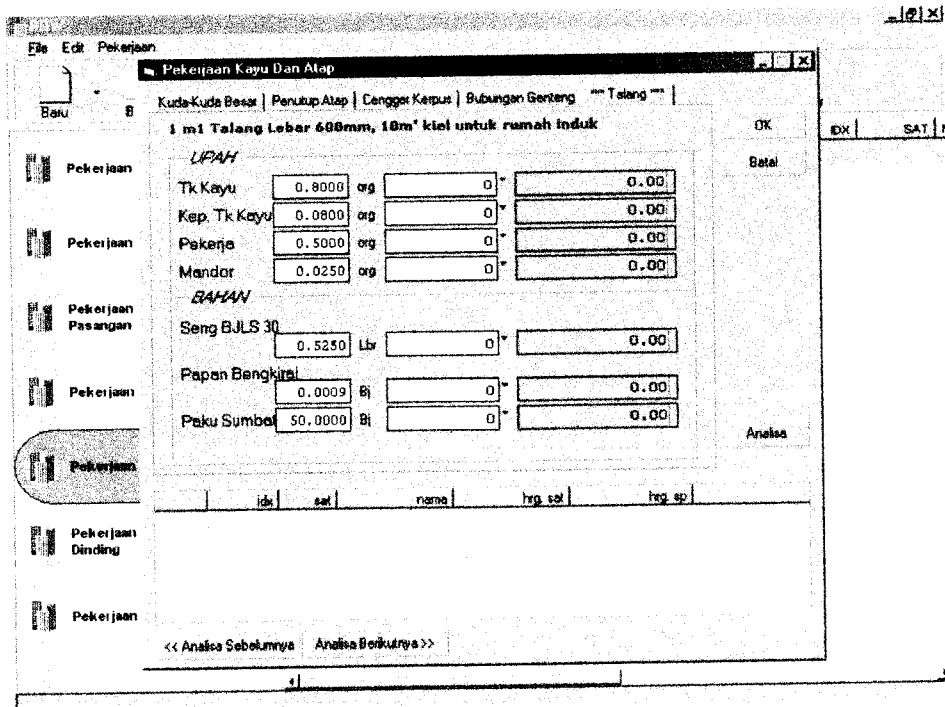 File Edit Pekerjaan
Baru
B
Pekerjaan
Pekerjaan
Pekerjaan
Pasangan
Pekerjaan
Pekerjaan
Pekerjaan
Dinding
Pekerjaan
Pekerjaan Kayu Dan Atap
Kuda-Kuda Besar | Penutup Atap | Cengger Kerpus | Bubungan Genteng *** Talang ***
1 m1 Talang Lebar 600mm, 10m' kiel untuk rumah induk
OK
Batal
IDX SAT
UPAH
Tk Kayu 0.8000 org 0 0.00
Kep. Tk Kayu 0.0800 org 0 0.00
Pekerja 0.5000 org 0 0.00
Mandor 0.0250 org 0 0.00
BAHAN
Seng BJLS 30
0.5250 Lbr 0 0.00
Papan Bengkirai
0.0009 Bj 0 0.00
Paku Sumbat 50.0000 Bj 0 0.00
Analisa
idx sat nama hrg. sat hrg. ap
<< Analisa Sebelumnya Analisa Berikutnya >>